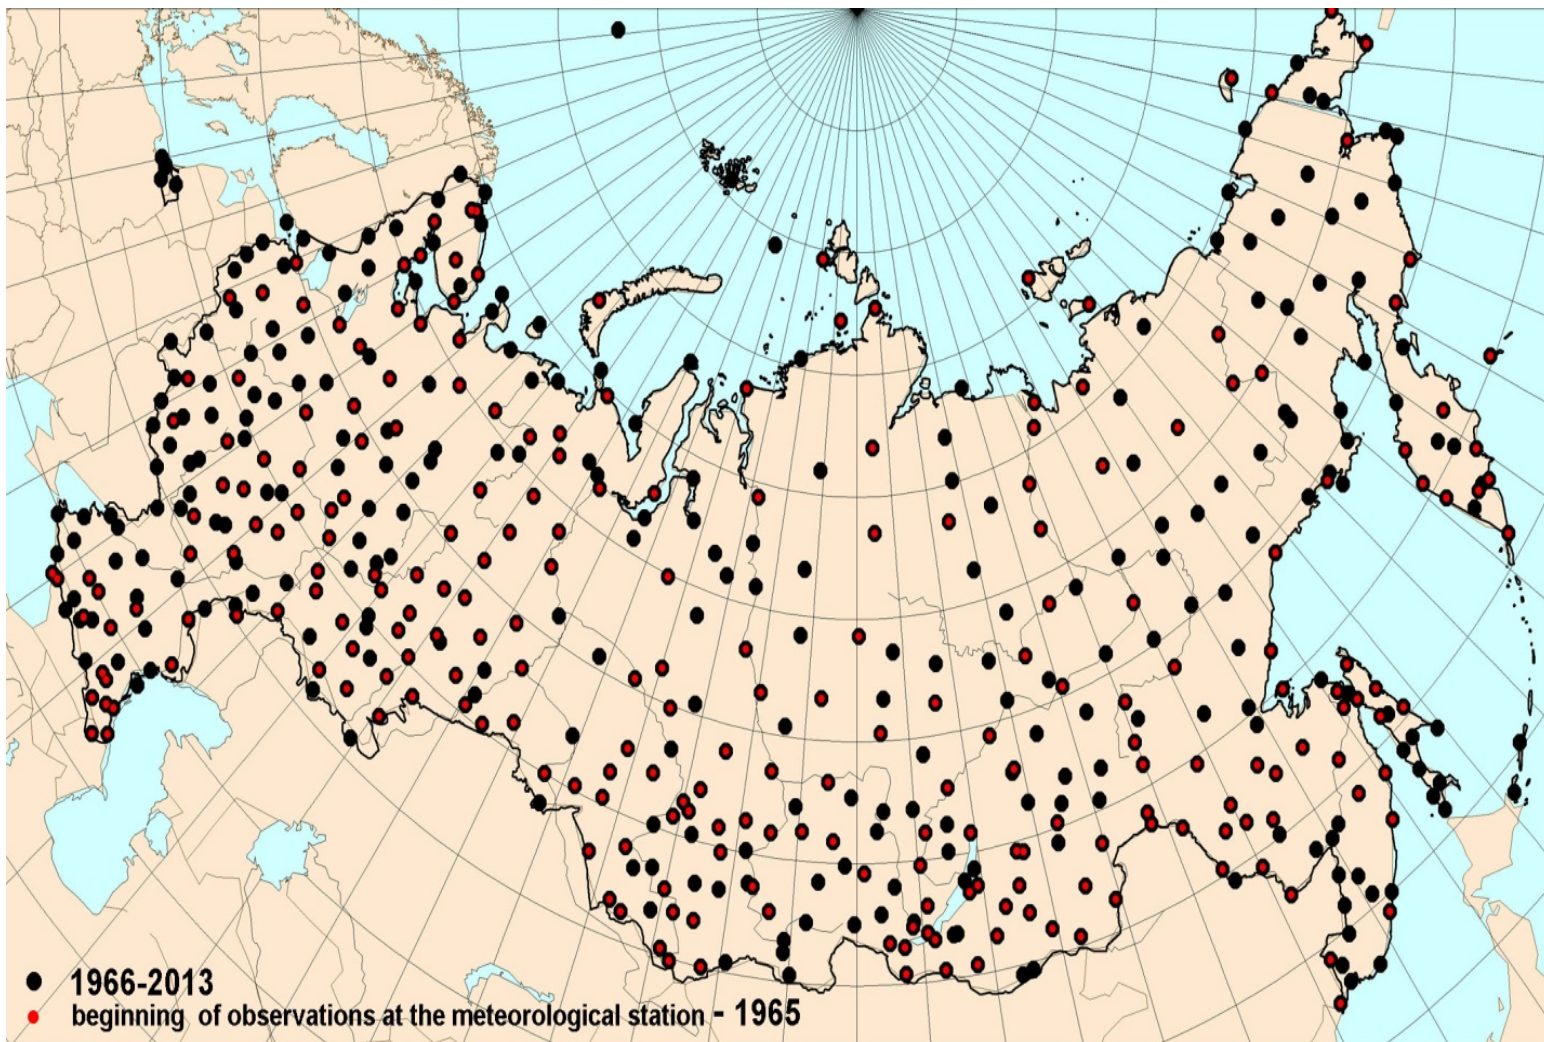 1966-2013
beginning of observations at the meteorological station - 1965